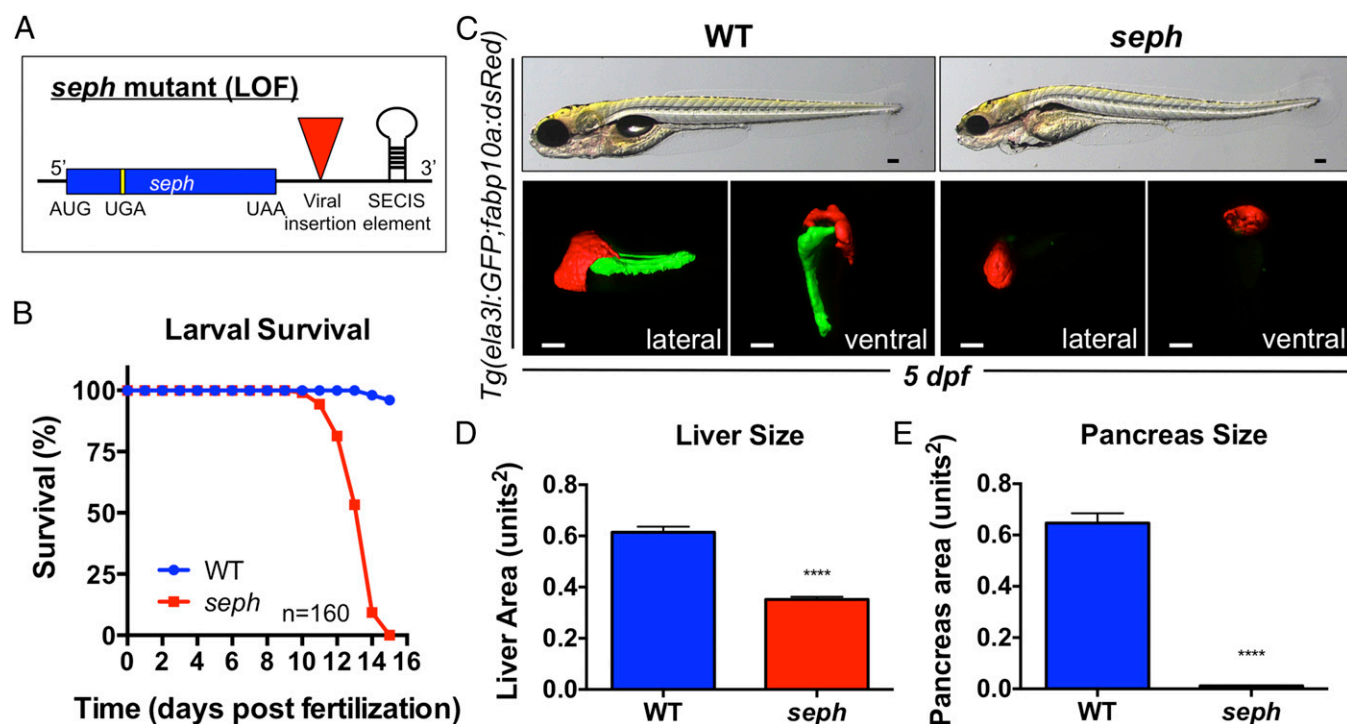 A
seph mutant (LOF)
5’
3’
seph
AUG
UGA
UAA
Viral
insertion
SECIS
element
B
Larval Survival
Survival (%)
100
75
50
25
0
WT
seph
n=160
0 2 4 6 8 10 12 14 16
Time (days post fertilization)
C
WT
seph
Tg(ela3l:GFP;fabp10a:dsRed)
lateral
ventral
lateral
ventral
5 dpf
D
Liver Size
Liver Area (units2)
0.8
0.6
0.4
0.2
0.0
****
WT
seph
E
Pancreas Size
Pancreas area (units2)
0.8
0.6
0.4
0.2
0.0
****
WT
seph